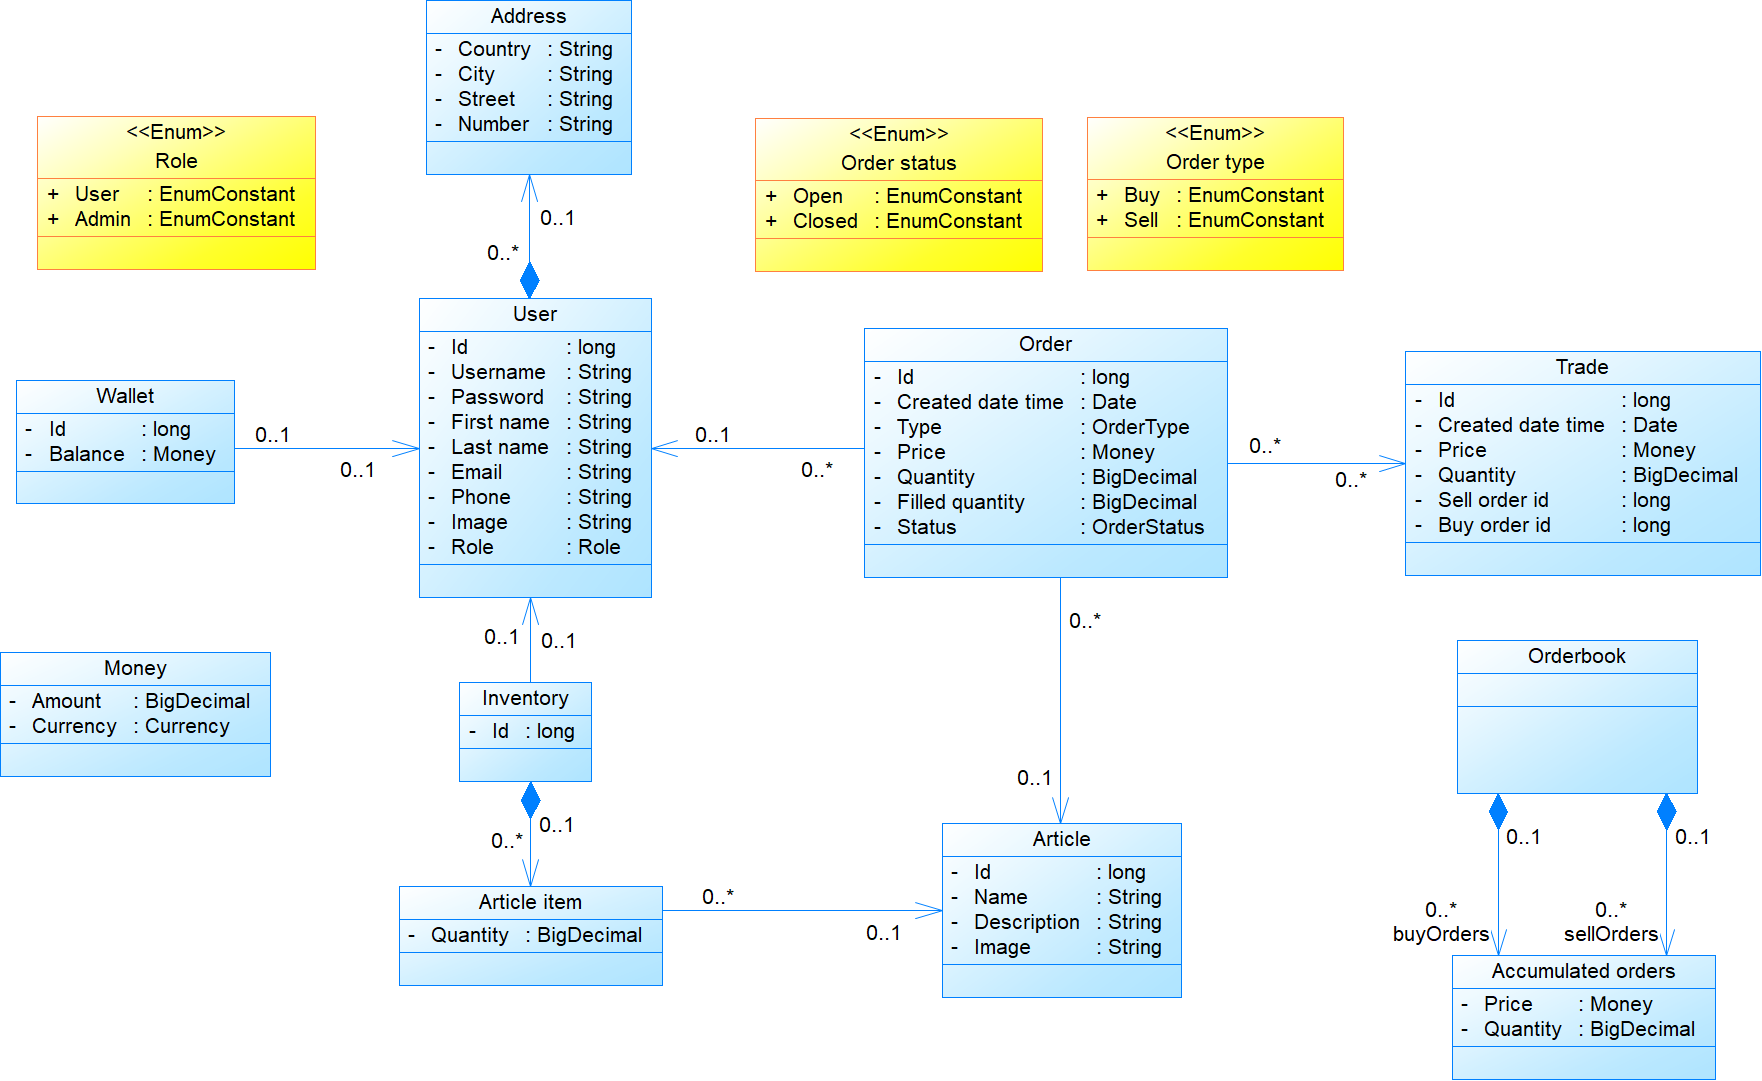 Address
- Country : String
- City : String
- Street : String
- Number : String
<<Enum>>
Role
+ User : EnumConstant
+ Admin : EnumConstant
<<Enum>>
Order status
+ Open : EnumConstant
+ Closed : EnumConstant
<<Enum>>
Order type
+ Buy : EnumConstant
+ Sell : EnumConstant
0..1
0..*
User
- Id : long
- Username : String
- Password : String
- First name : String
- Last name : String
- Email : String
- Phone : String
- Image : String
- Role : Role
Wallet
- Id : long
- Balance : Money
0..1
0..1
Order
- Id : long
- Created date time : Date
- Type : OrderType
- Price : Money
- Quantity : BigDecimal
- Filled quantity : BigDecimal
- Status : OrderStatus
0..1
0..*
Trade
- Id : long
- Created date time : Date
- Price : Money
- Quantity : BigDecimal
- Sell order id : long
- Buy order id : long
0..*
0..*
0..1
0..1
Money
- Amount : BigDecimal
- Currency : Currency
Inventory
- Id : long
0..*
0..1
0..1
0..*
Article item
- Quantity : BigDecimal
0..*
0..1
Article
- Id : long
- Name : String
- Description : String
- Image : String
Orderbook
0..1
0..1
0..*
buyOrders
0..*
sellOrders
Accumulated orders
- Price : Money
- Quantity : BigDecimal